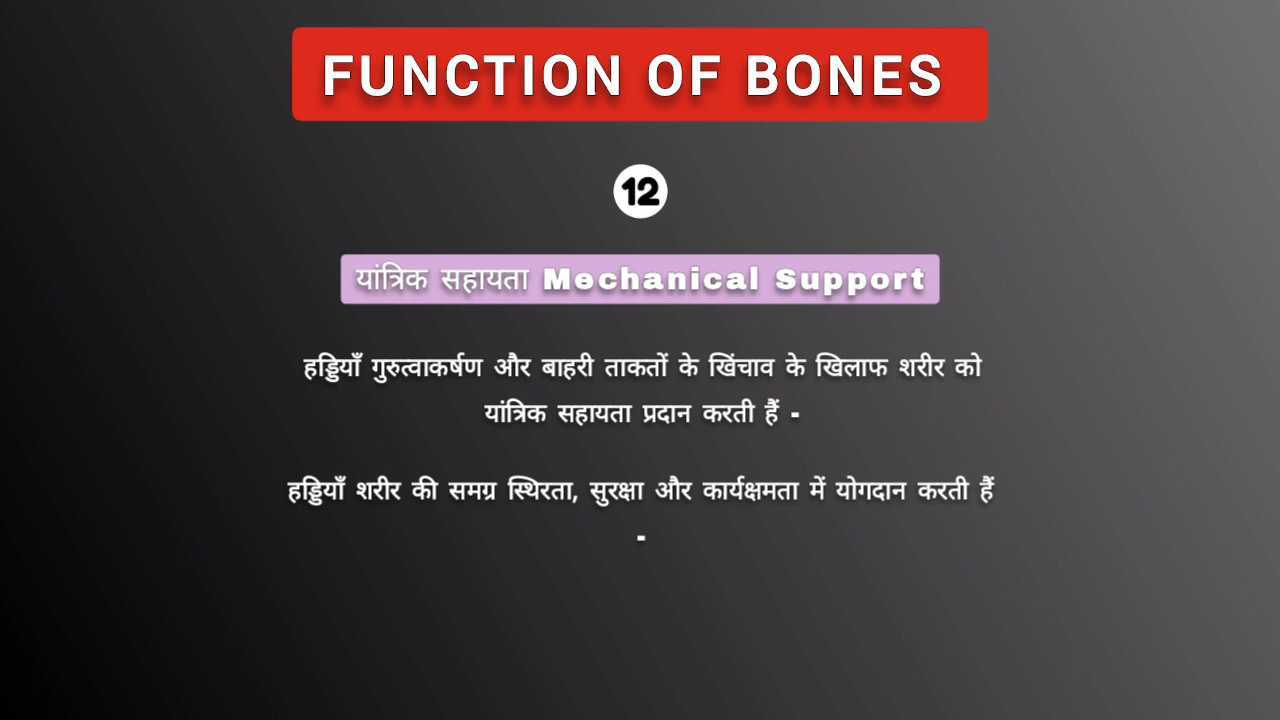 FUNCTION OF BONES
12
यांत्रिक सहायता Mechanical Support
हड्डियाँ गुरुत्वाकर्षण और बाहरी ताकतों के खिंचाव के खिलाफ शरीर को
यांत्रिक सहायता प्रदान करती हैं -
हड्डियाँ शरीर की समग्र स्थिरता, सुरक्षा और कार्यक्षमता में योगदान करती हैं
-